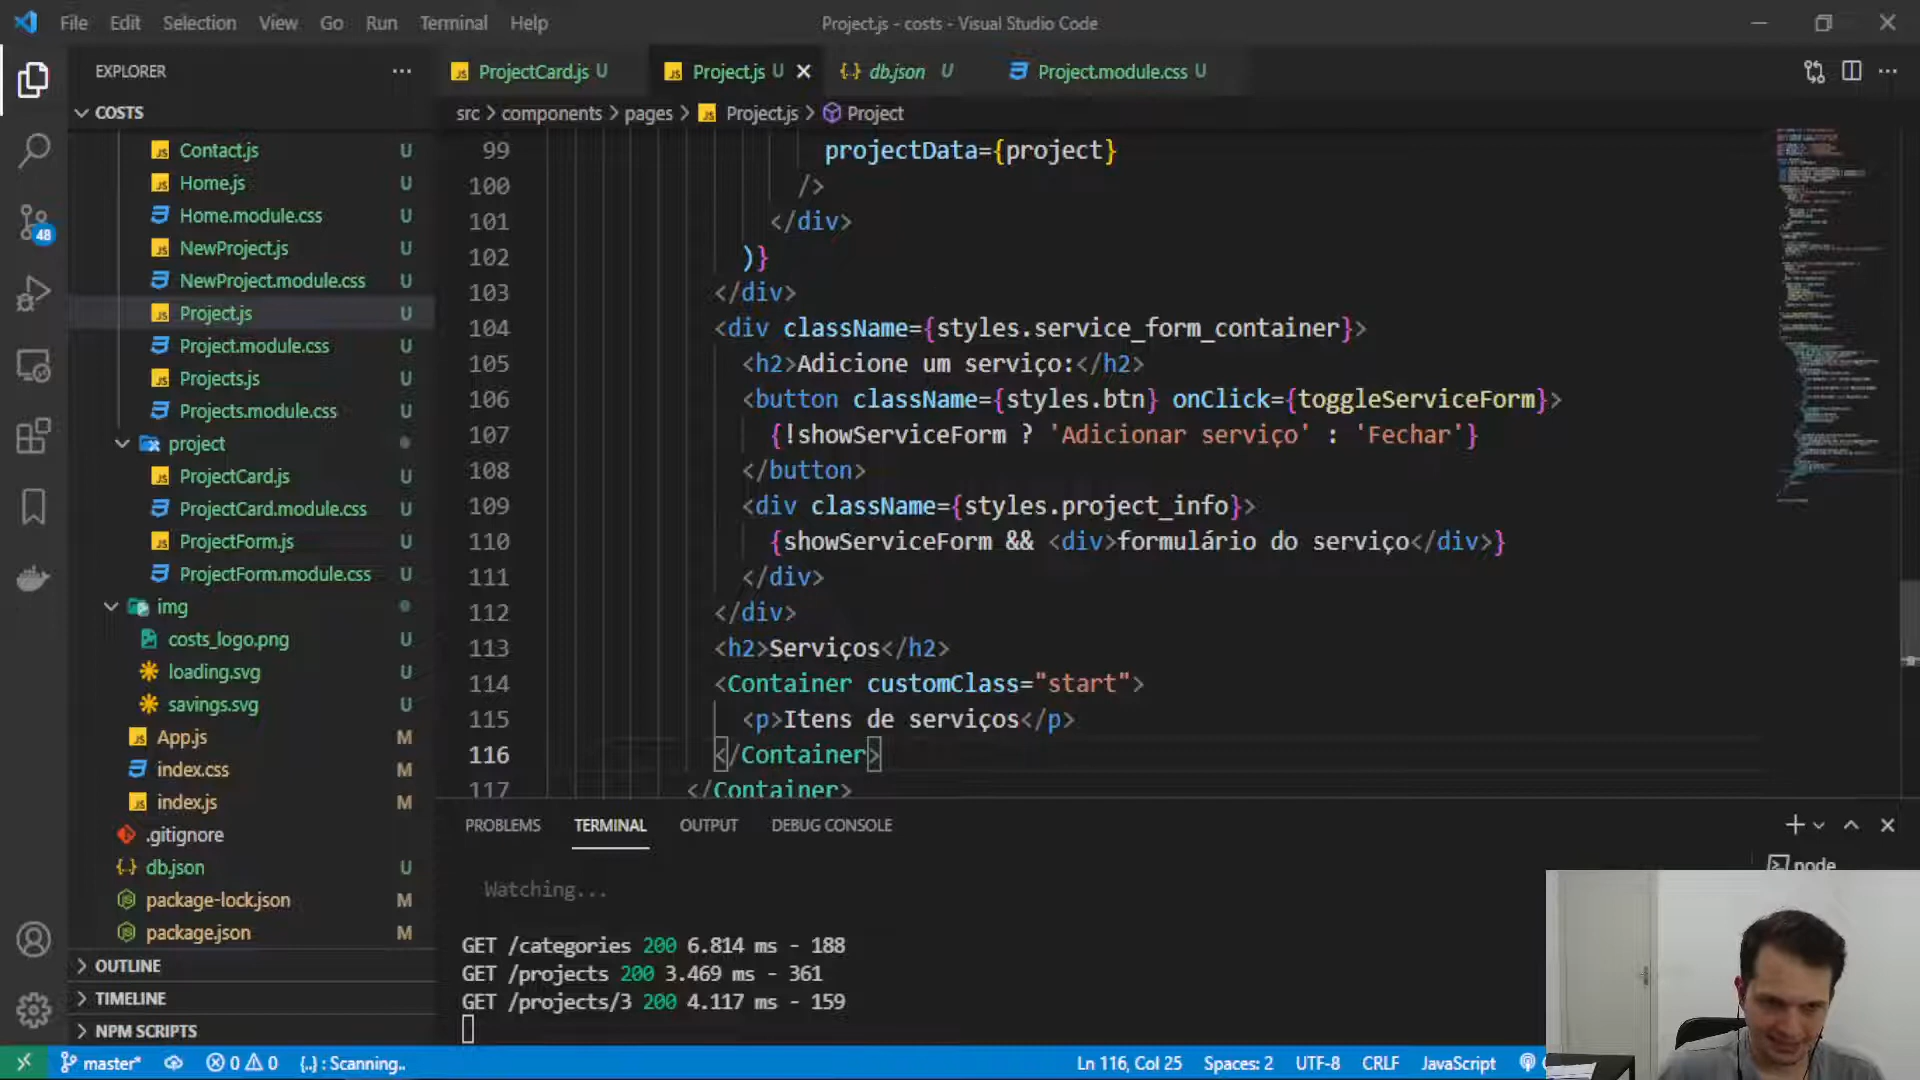 File Edit Selection View Go Run Terminal Help
Project.js - costs - Visual Studio Code
EXPLORER
ProjectCard.js U
Project.js U
db.json U
Project.module.css U
COSTS
src > components > pages > Project.js > Project
Contact.js U
Home.js U
Home.module.css U
NewProject.js U
NewProject.module.css U
Project.js U
Project.module.css U
Projects.js U
Projects.module.css U
project
ProjectCard.js U
ProjectCard.module.css U
ProjectForm.js U
ProjectForm.module.css U
img
costs_logo.png U
loading.svg U
savings.svg U
App.js M
index.css M
index.js M
.gitignore
db.json U
package-lock.json M
package.json M
OUTLINE
TIMELINE
NPM SCRIPTS
48
99 projectData={project}
100 />
101 </div>
102 )}
103 </div>
104 <div className={styles.service_form_container}>
105 <h2>Adicione um serviço:</h2>
106 <button className={styles.btn} onClick={toggleServiceForm}>
107 {!showServiceForm ? 'Adicionar serviço' : 'Fechar'}
108 </button>
109 <div className={styles.project_info}>
110 {showServiceForm && <div>formulário do serviço</div>}
111 </div>
112 </div>
113 <h2>Serviços</h2>
114 <Container customClass="start">
115 <p>Itens de serviços</p>
116 </Container>
117 </Container>
PROBLEMS TERMINAL OUTPUT DEBUG CONSOLE
node
Watching...
GET /categories 200 6.814 ms - 188
GET /projects 200 3.469 ms - 361
GET /projects/3 200 4.117 ms - 159
master* 0 0 {..} : Scanning..
Ln 116, Col 25 Spaces: 2 UTF-8 CRLF JavaScript